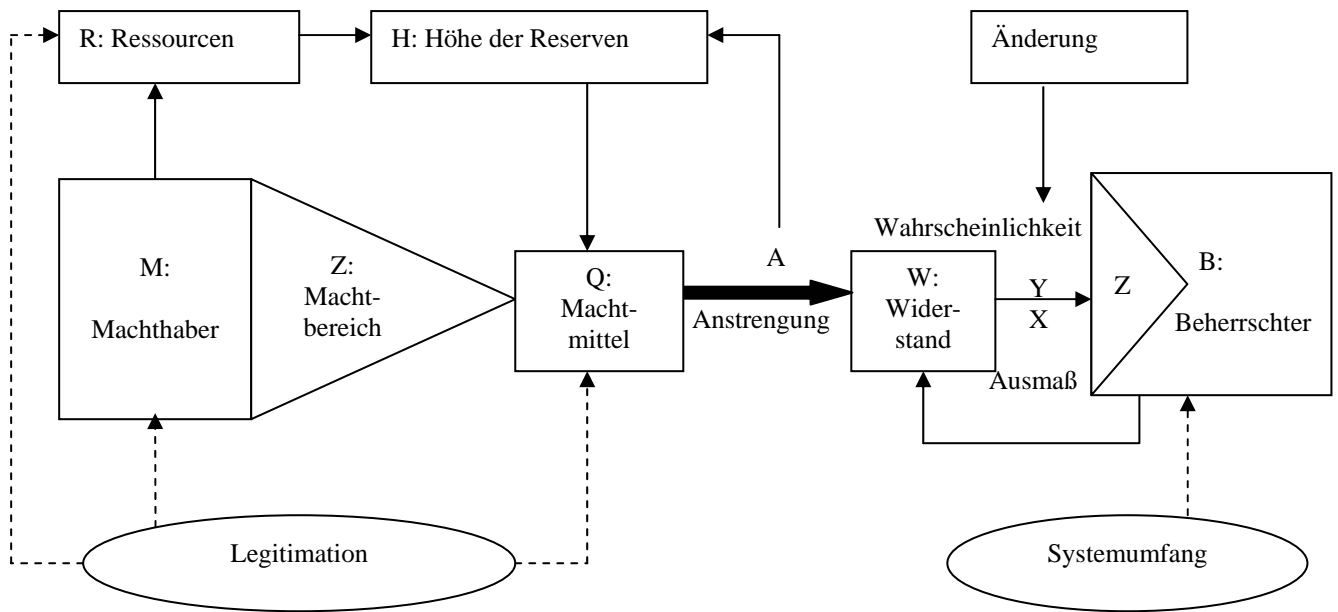 R: Ressourcen
H: Höhe der Reserven
Änderung
M:
Machthaber
Z:
Macht-
bereich
Q:
Macht-
mittel
A
Anstrengung
W:
Wider-
stand
Wahrscheinlichkeit
Y
X
Ausmaß
Z
B:
Beherrschter
Legitimation
Systemumfang